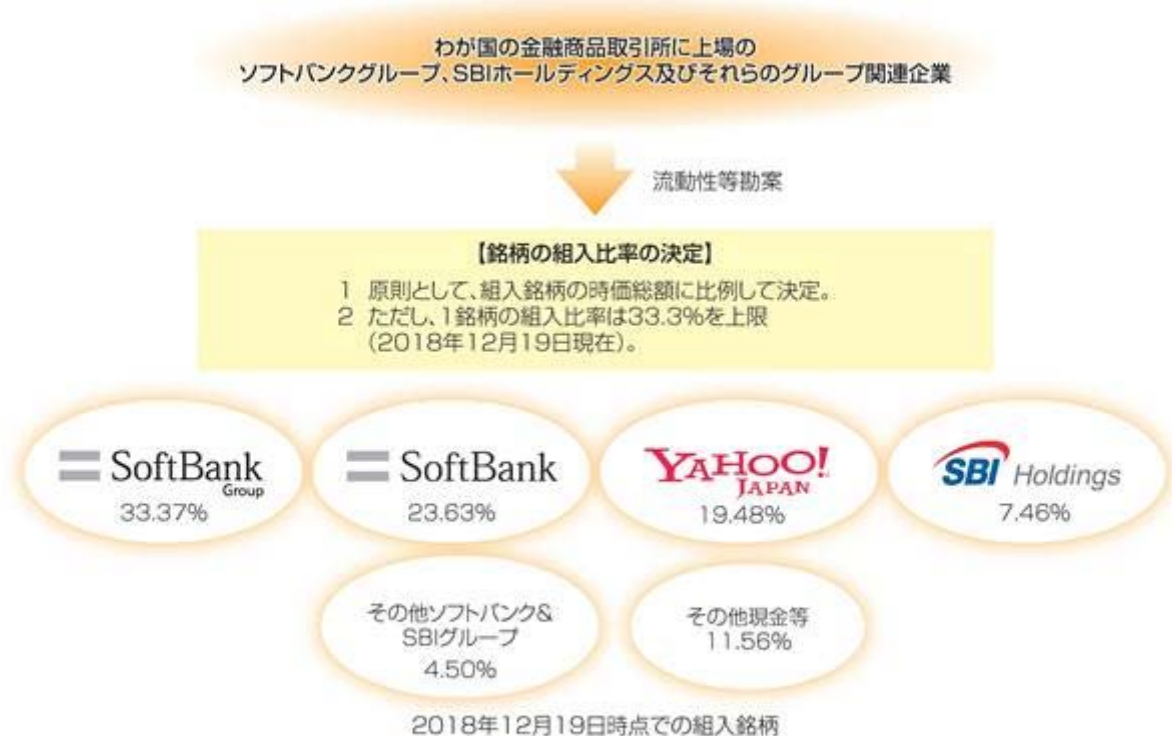 わが国の金融商品取引所に上場の
ソフトバンクグループ、SBIホールディングス及びそれらのグループ関連企業
流動性等勘案
【銘柄の組入比率の決定】
1 原則として、組入銘柄の時価総額に比例して決定。
2 ただし、1銘柄の組入比率は33.3%を上限
（2018年12月19日現在）。
SoftBank
Group
33.37%
SoftBank
23.63%
YAHOO!
JAPAN
19.48%
SBI Holdings
7.46%
その他ソフトバンク&
SBIグループ
4.50%
その他現金等
11.56%
2018年12月19日時点での組入銘柄